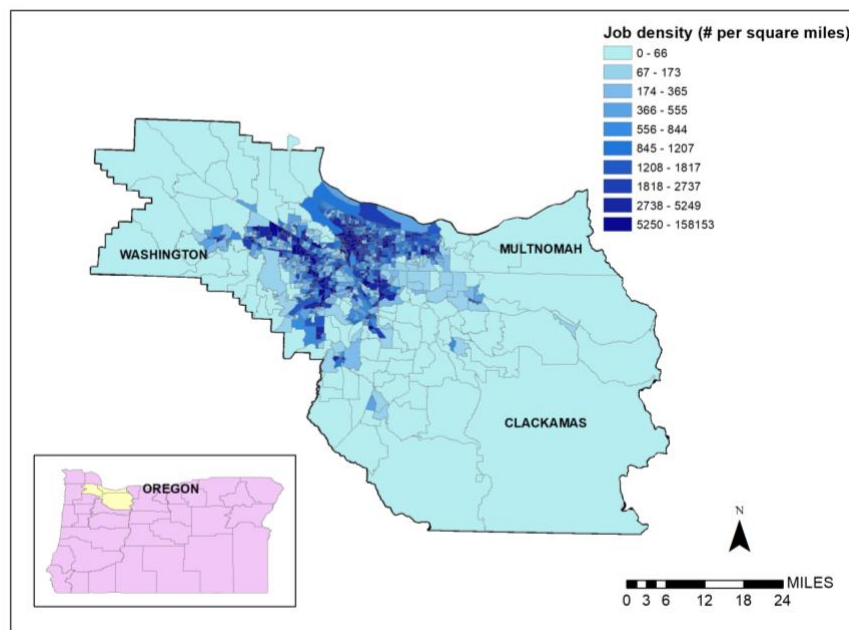 Job density (# per square miles)
0 - 66
67 - 173
174 - 365
366 - 555
556 - 844
845 - 1207
1208 - 1817
1818 - 2737
2738 - 5249
5250 - 158153
WASHINGTON
MULTNOMAH
CLACKAMAS
OREGON
N
MILES
0 3 6 12 18 24